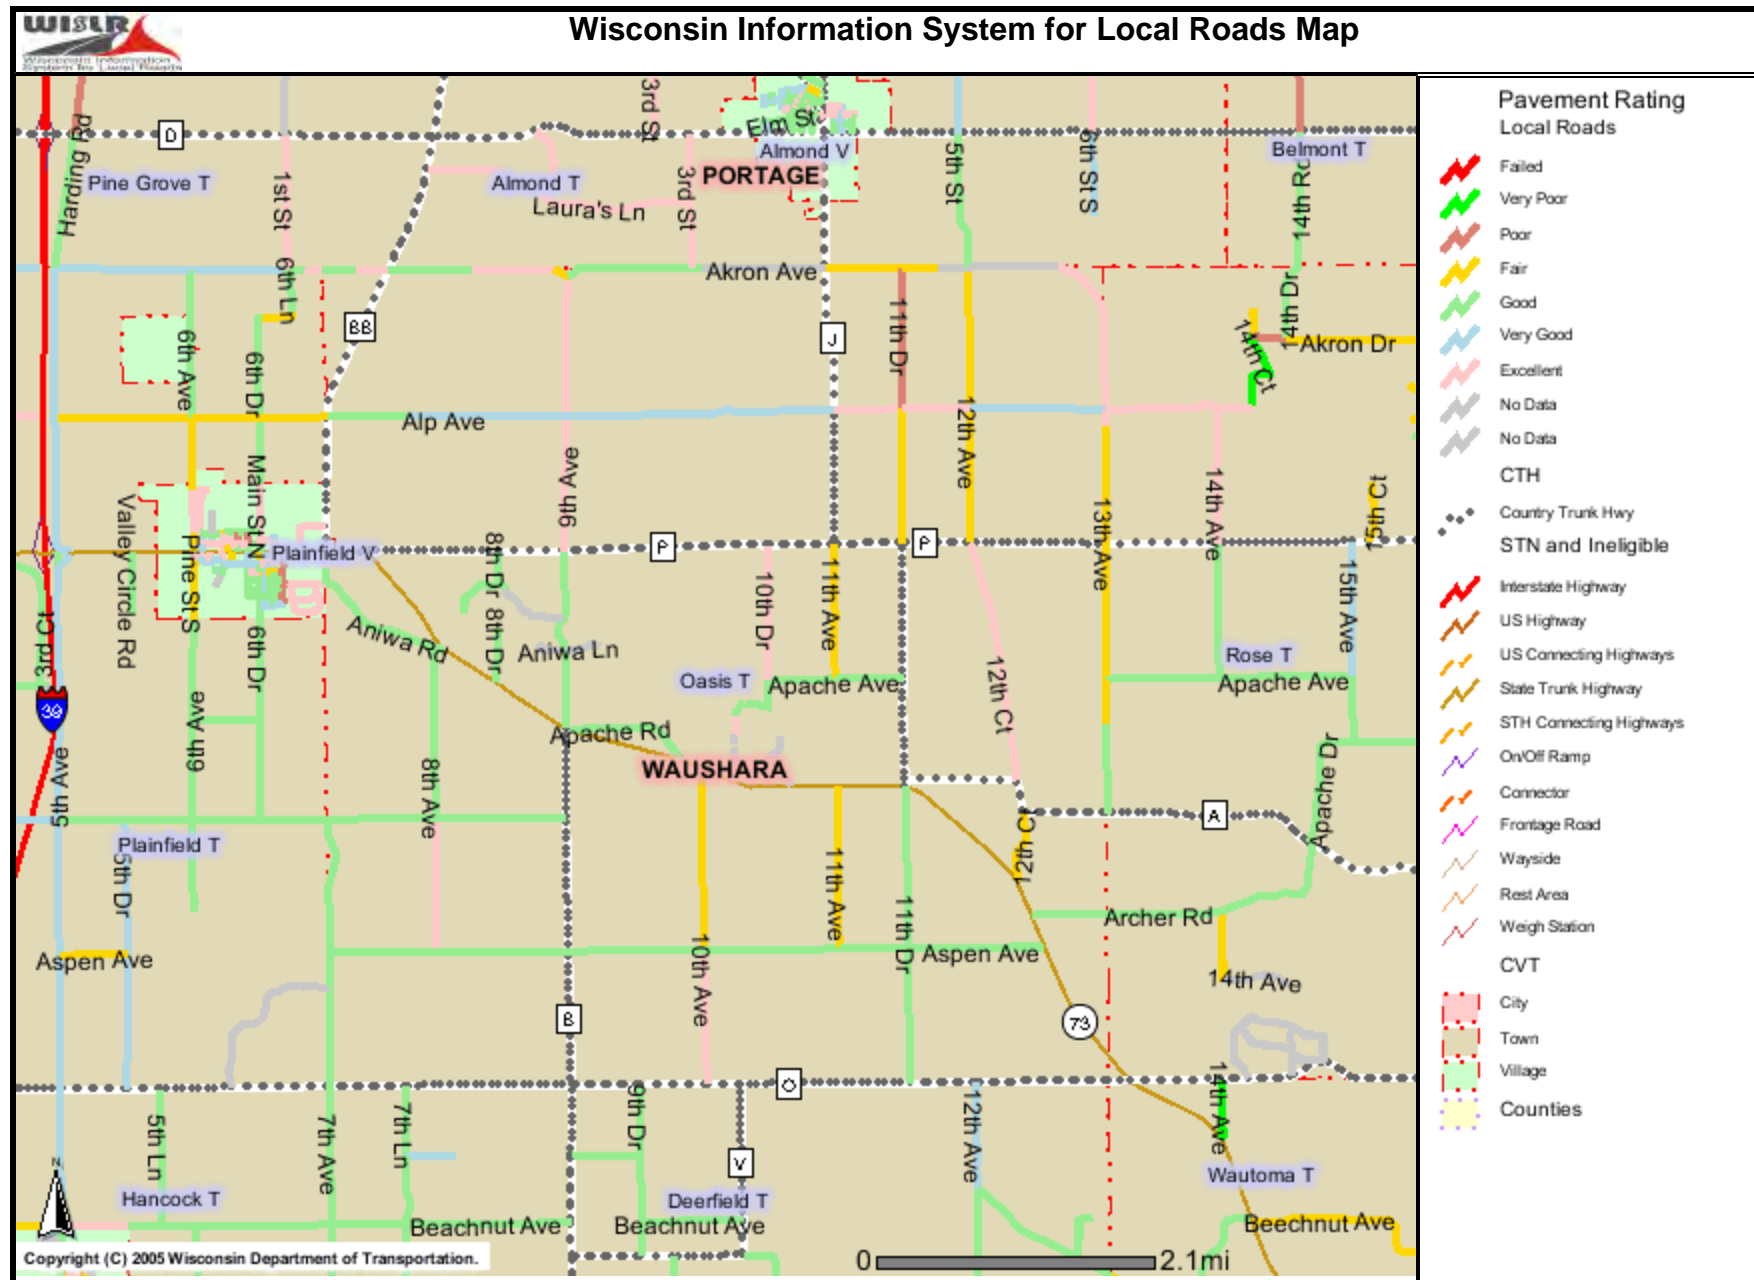 WISLR
Wisconsin Information
System for Local Roads
Wisconsin Information System for Local Roads Map
Harding Rd
D
Pine Grove T
1st St
6th Ln
Almond T
Laura's Ln
3rd St
3rd St
Elm St
Almond V
PORTAGE
5th St
6th St S
Belmont T
14th Rd
Akron Ave
BB
J
11th Dr
14th Dr
14th Ct
Akron Dr
6th Ave
6th Dr
Alp Ave
12th Ave
9th Ave
Main St N
Valley Circle Rd
Pine St S
Plainfield V
P
P
8th Dr
8th Dr
10th Dr
11th Ave
13th Ave
14th Ave
15th Ct
15th Ave
3rd Ct
6th Dr
Aniwa Rd
Aniwa Ln
Oasis T
Apache Ave
12th Ct
Rose T
Apache Ave
39
6th Ave
5th Ave
Apache Rd
WAUSHARA
8th Ave
Apache Dr
A
12th Ct
Plainfield T
5th Dr
11th Ave
11th Dr
Archer Rd
Aspen Ave
10th Ave
Aspen Ave
14th Ave
B
73
O
5th Ln
7th Ave
7th Ln
9th Dr
V
12th Ave
14th Ave
Wautoma T
N
Hancock T
Deerfield T
Beachnut Ave
Beachnut Ave
Beechnut Ave
Copyright (C) 2005 Wisconsin Department of Transportation.
0 2.1mi
Pavement Rating
Local Roads
Failed
Very Poor
Poor
Fair
Good
Very Good
Excellent
No Data
No Data
CTH
Country Trunk Hwy
STN and Ineligible
Interstate Highway
US Highway
US Connecting Highways
State Trunk Highway
STH Connecting Highways
On/Off Ramp
Connector
Frontage Road
Wayside
Rest Area
Weigh Station
CVT
City
Town
Village
Counties